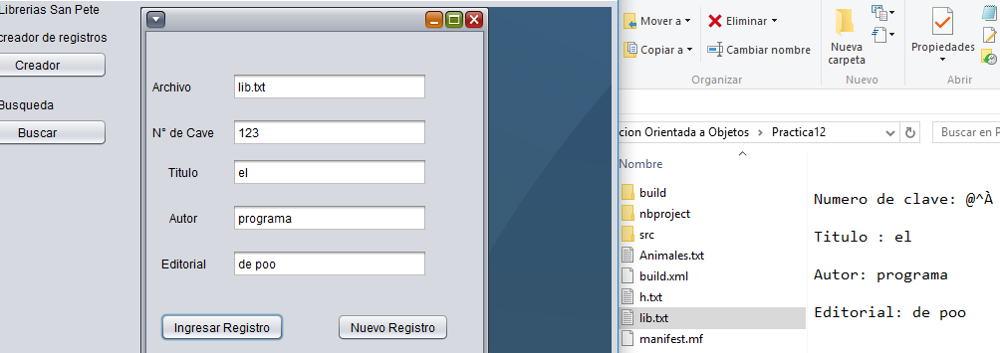 Librerias San Pete
creador de registros
Creador
Busqueda
Buscar
Archivo lib.txt
N° de Cave 123
Titulo el
Autor programa
Editorial de poo
Ingresar Registro Nuevo Registro
Mover a Eliminar
Copiar a Cambiar nombre
Organizar
Nueva carpeta
Nuevo
Propiedades
Abrir
cion Orientada a Objetos > Practica12
Buscar en P
Nombre
build
nbproject
src
Animales.txt
build.xml
h.txt
lib.txt
manifest.mf
Numero de clave: @^À
Titulo : el
Autor: programa
Editorial: de poo